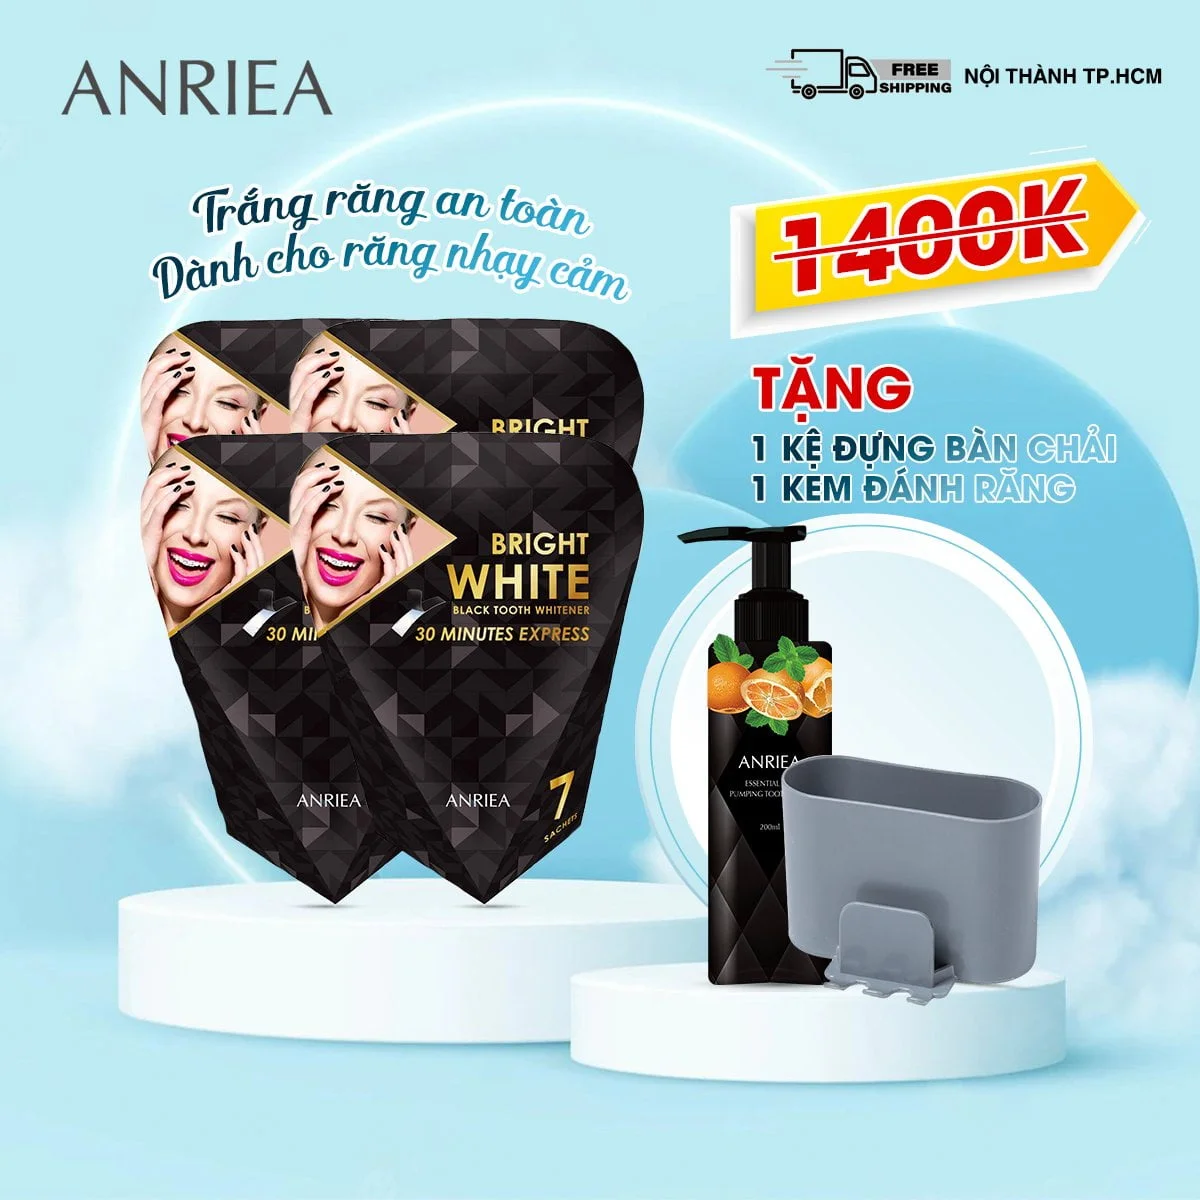 ANRIEA
FREE
SHIPPING
NỘI THÀNH TP.HCM
Trắng răng an toàn
Dành cho răng nhạy cảm
1400K
TẶNG
1 KỆ ĐỰNG BÀN CHẢI
1 KEM ĐÁNH RĂNG
BRIGHT
BRIGHT
WHITE
BLACK TOOTH WHITENER
30 MINUTES EXPRESS
30 MIN
ANRIEA
ANRIEA
7
SACHETS
ANRIEA
ESSENTIAL
PUMPING TOO
200ml